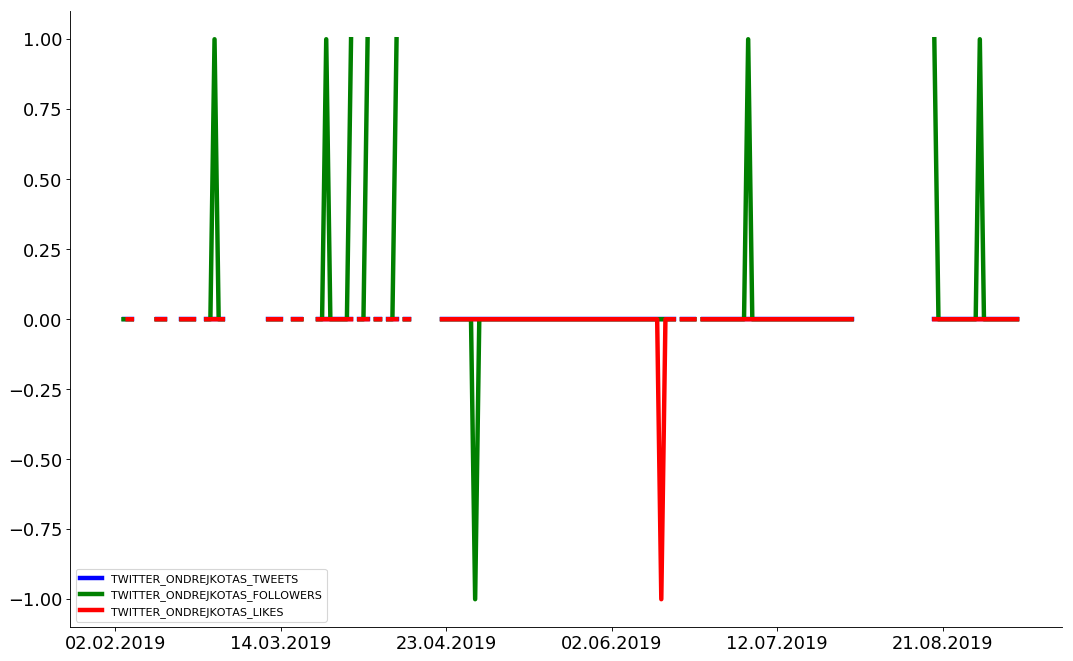 1.00
0.75
0.50
0.25
0.00
−0.25
−0.50
−0.75
−1.00
TWITTER_ONDREJKOTAS_TWEETS
TWITTER_ONDREJKOTAS_FOLLOWERS
TWITTER_ONDREJKOTAS_LIKES
02.02.2019 14.03.2019 23.04.2019 02.06.2019 12.07.2019 21.08.2019